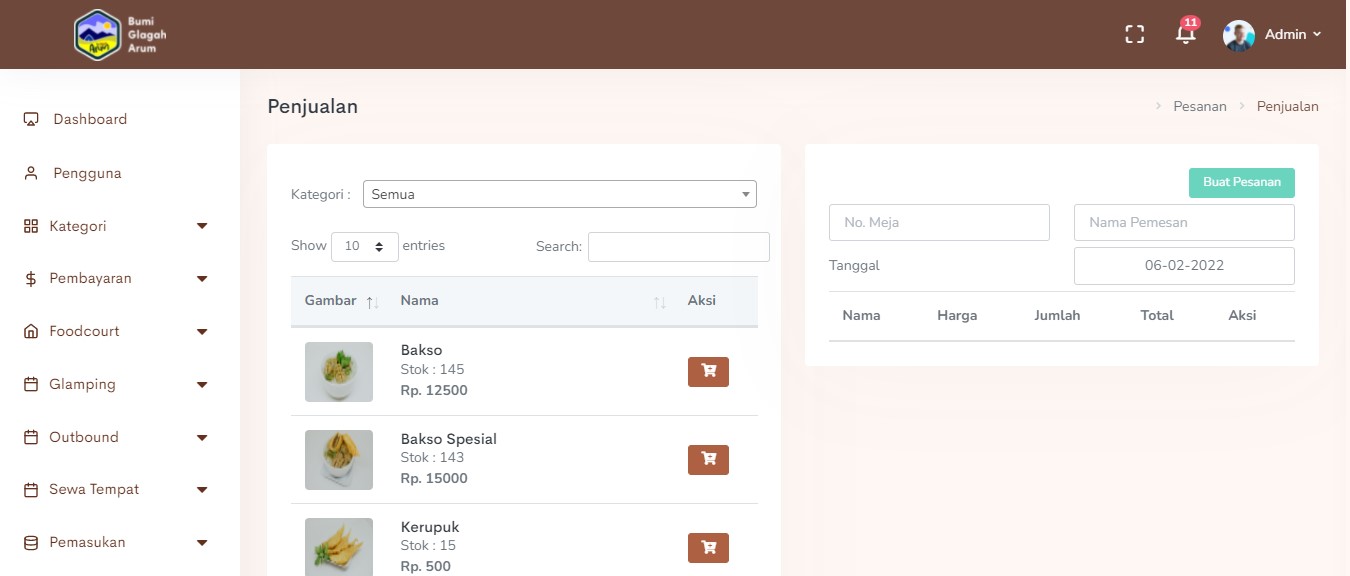 Bumi
Glagah
Arum
Arum
11
Admin
Dashboard
Pengguna
Kategori
Pembayaran
Foodcourt
Glamping
Outbound
Sewa Tempat
Pemasukan
Penjualan
Pesanan
Penjualan
Kategori :
Semua
Show 10 entries
Search:
Gambar Nama Aksi
Bakso
Stok : 145
Rp. 12500
Bakso Spesial
Stok : 143
Rp. 15000
Kerupuk
Stok : 15
Rp. 500
Buat Pesanan
No. Meja
Nama Pemesan
Tanggal
06-02-2022
Nama Harga Jumlah Total Aksi